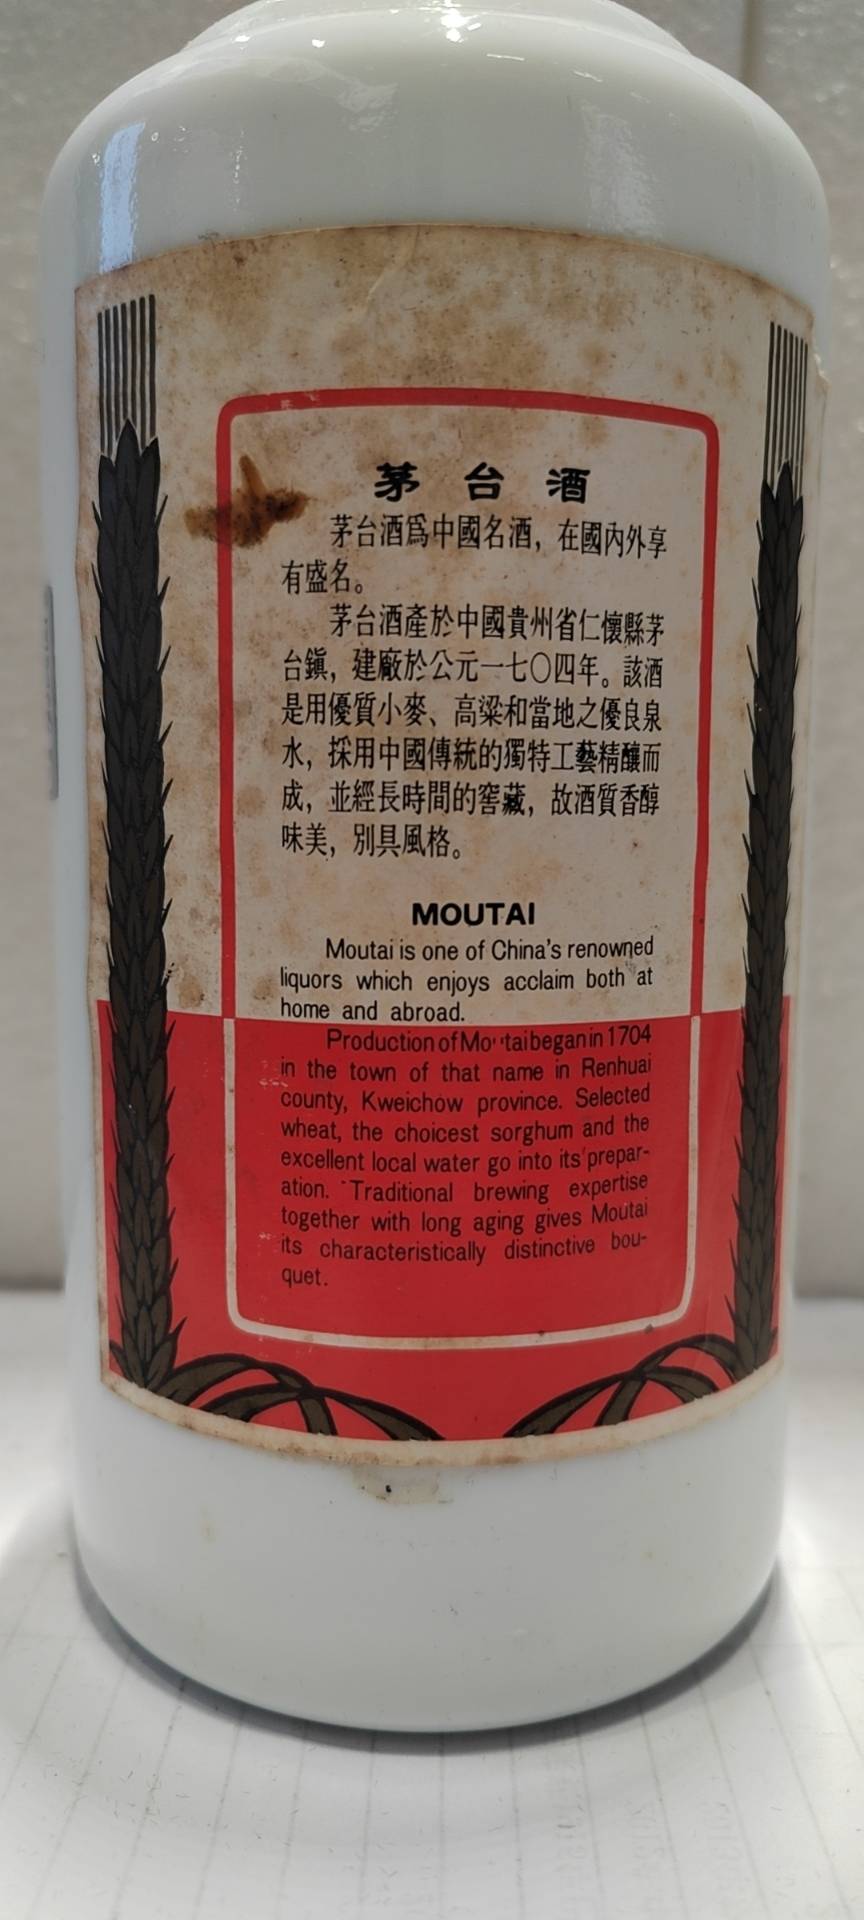 茅台酒
茅台酒爲中國名酒，在國內外享
有盛名。
茅台酒產於中國貴州省仁懷縣茅
台鎭，建廠於公元一七〇四年。該酒
是用優質小麥、高粱和當地之優良泉
水，採用中國傳統的獨特工藝精釀而
成，並經長時間的窖藏，故酒質香醇
味美，別具風格。
MOUTAI
Moutai is one of China's renowned
liquors which enjoys acclaim both at
home and abroad.
Production of Moutai began in 1704
in the town of that name in Renhuai
county, Kweichow province. Selected
wheat, the choicest sorghum and the
excellent local water go into its prepar-
ation. Traditional brewing expertise
together with long aging gives Moutai
its characteristically distinctive bou-
quet.